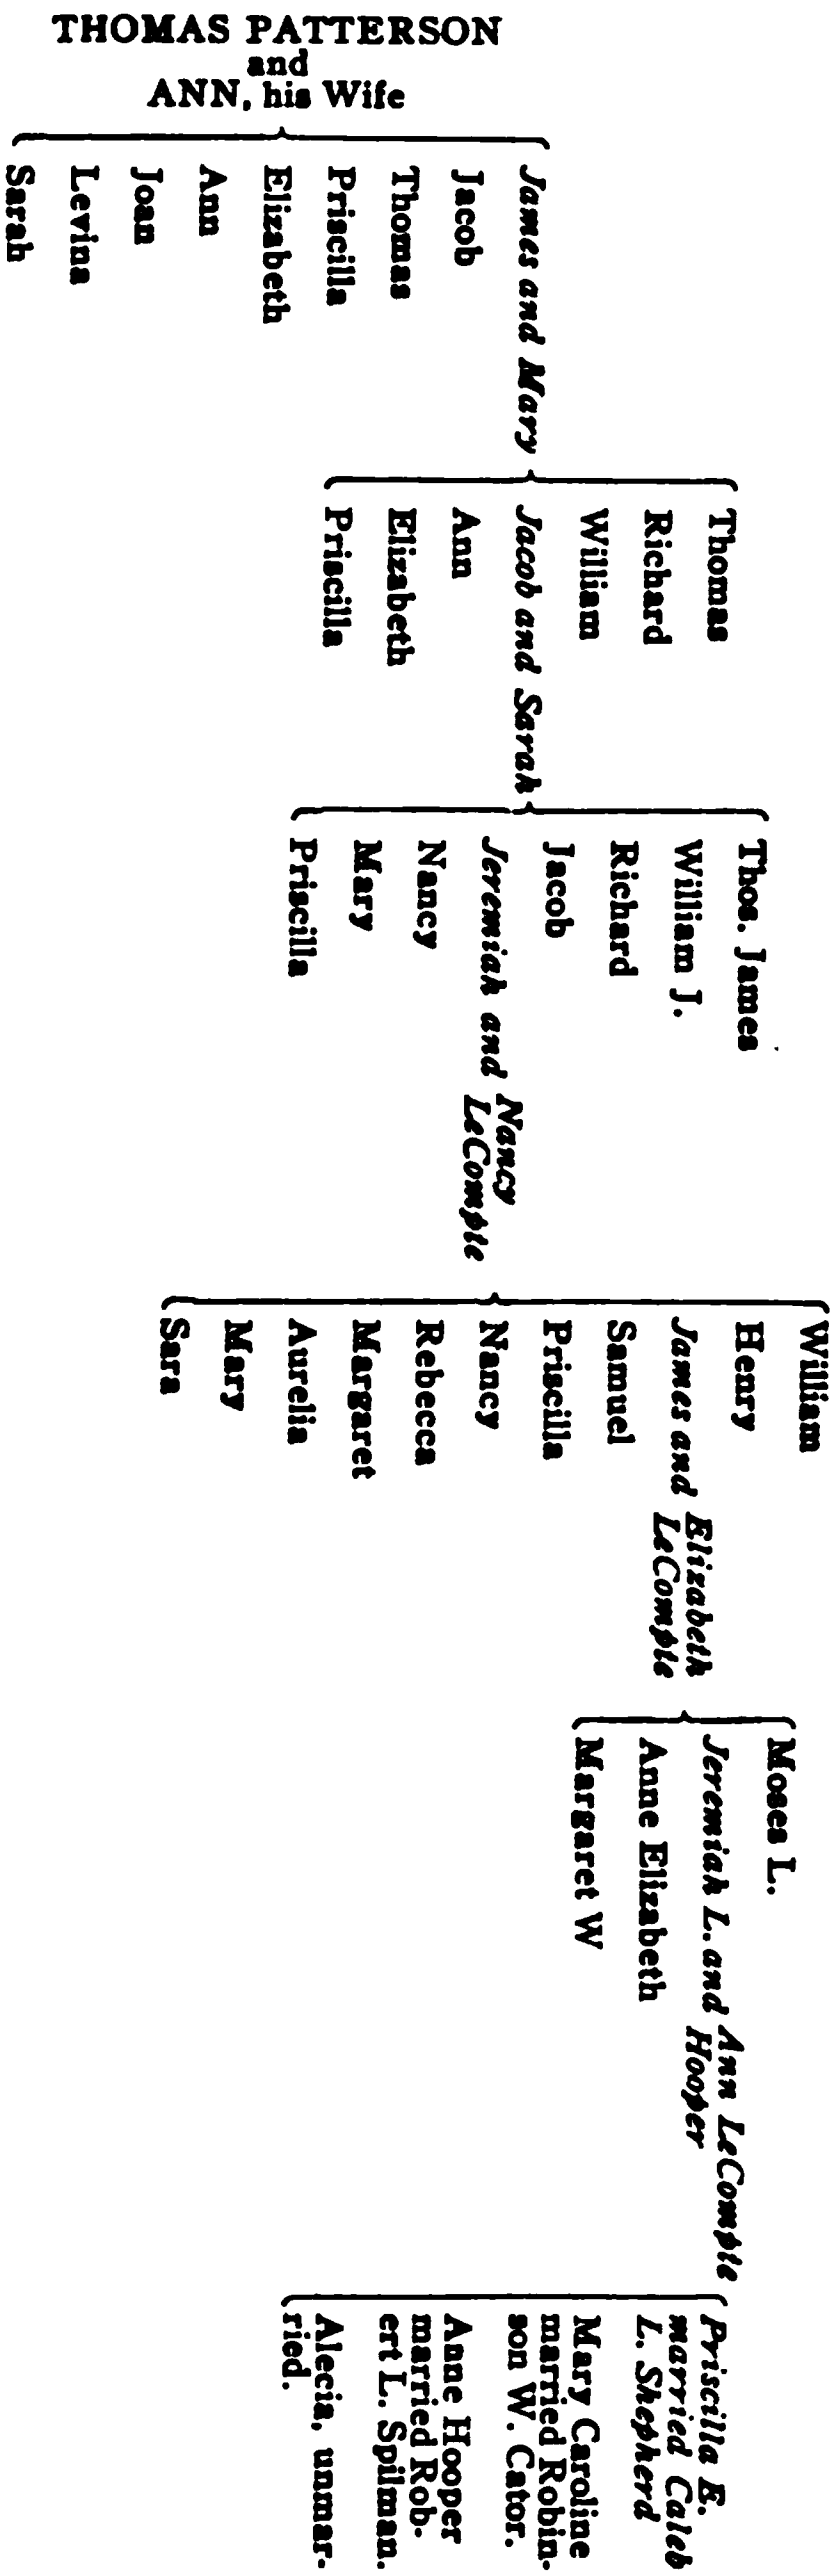 THOMAS PATTERSON
and
ANN, his Wife
James and Mary
Jacob
Thomas
Priscilla
Elizabeth
Ann
Joan
Levina
Sarah
Thomas
Richard
William
Jacob and Sarah
Ann
Elizabeth
Priscilla
Thos. James
William J.
Richard
Jacob
Jeremiah and Nancy
LeCompte
Nancy
Mary
Priscilla
William
Henry
James and Elizabeth
LeCompte
Samuel
Priscilla
Nancy
Rebecca
Margaret
Aurelia
Mary
Sara
Moses L.
Jeremiah L. and Ann LeCompte
Hooper
Anne Elizabeth
Margaret W
Priscilla E.
married Caleb
L. Shepherd
Mary Caroline
married Robin-
son W. Cator.
Anne Hooper
married Rob-
ert L. Spilman.
Alecia, unmar-
ried.